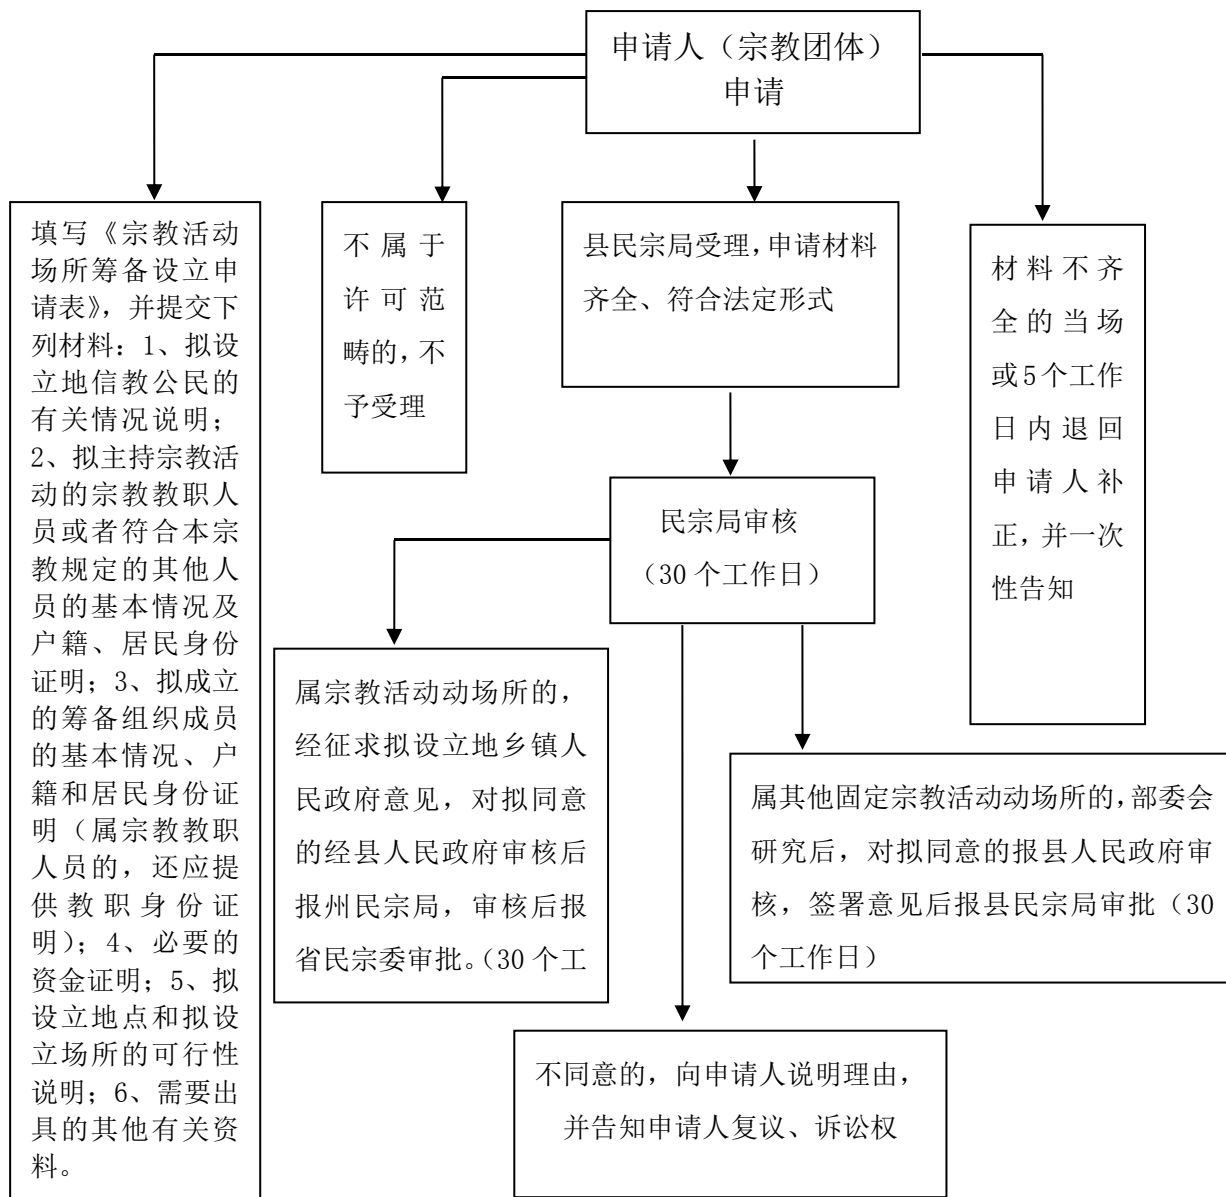 申请人（宗教团体）
申请
填写《宗教活动
场所筹备设立申
请表》，并提交下
列材料：1、拟设
立地信教公民的
有关情况说明；
2、拟主持宗教活
动的宗教教职人
员或者符合本宗
教规定的其他人
员的基本情况及
户籍、居民身份
证明；3、拟成立
的筹备组织成员
的基本情况、户
籍和居民身份证
明（属宗教教职
人员的，还应提
供教职身份证
明）；4、必要的
资金证明；5、拟
设立地点和拟设
立场所的可行性
说明；6、需要出
具的其他有关资
料。
不属于
许可范
畴的，不
予受理
县民宗局受理，申请材料
齐全、符合法定形式
材料不齐
全的当场
或5个工作
日内退回
申请人补
正，并一次
性告知
民宗局审核
（30个工作日）
属宗教活动动场所的，
经征求拟设立地乡镇人
民政府意见，对拟同意
的经县人民政府审核后
报州民宗局，审核后报
省民宗委审批。（30个工
属其他固定宗教活动动场所的，部委会
研究后，对拟同意的报县人民政府审
核，签署意见后报县民宗局审批（30
个工作日）
不同意的，向申请人说明理由，
并告知申请人复议、诉讼权